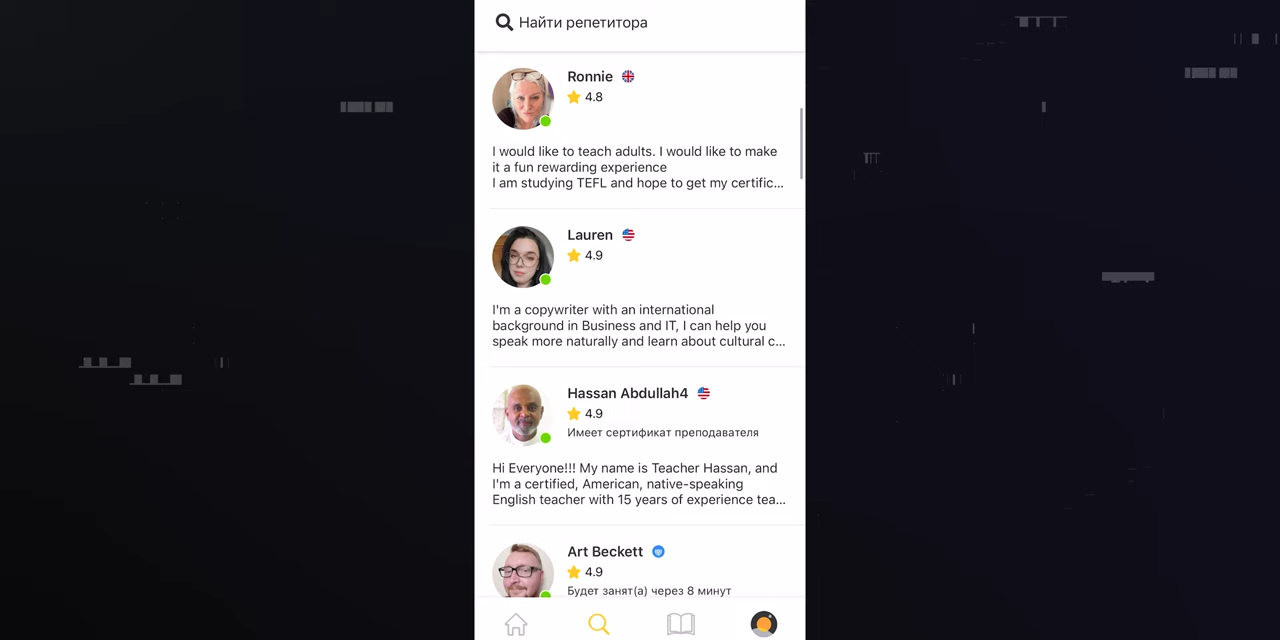 Найти репетитора
Ronnie
4.8
I would like to teach adults. I would like to make
it a fun rewarding experience
I am studying TEFL and hope to get my certific...
Lauren
4.9
I'm a copywriter with an international
background in Business and IT, I can help you
speak more naturally and learn about cultural c...
Hassan Abdullah4
4.9
Имеет сертификат преподавателя
Hi Everyone!!! My name is Teacher Hassan, and
I'm a certified, American, native-speaking
English teacher with 15 years of experience tea...
Art Beckett
4.9
Будет занят(а) через 8 минут